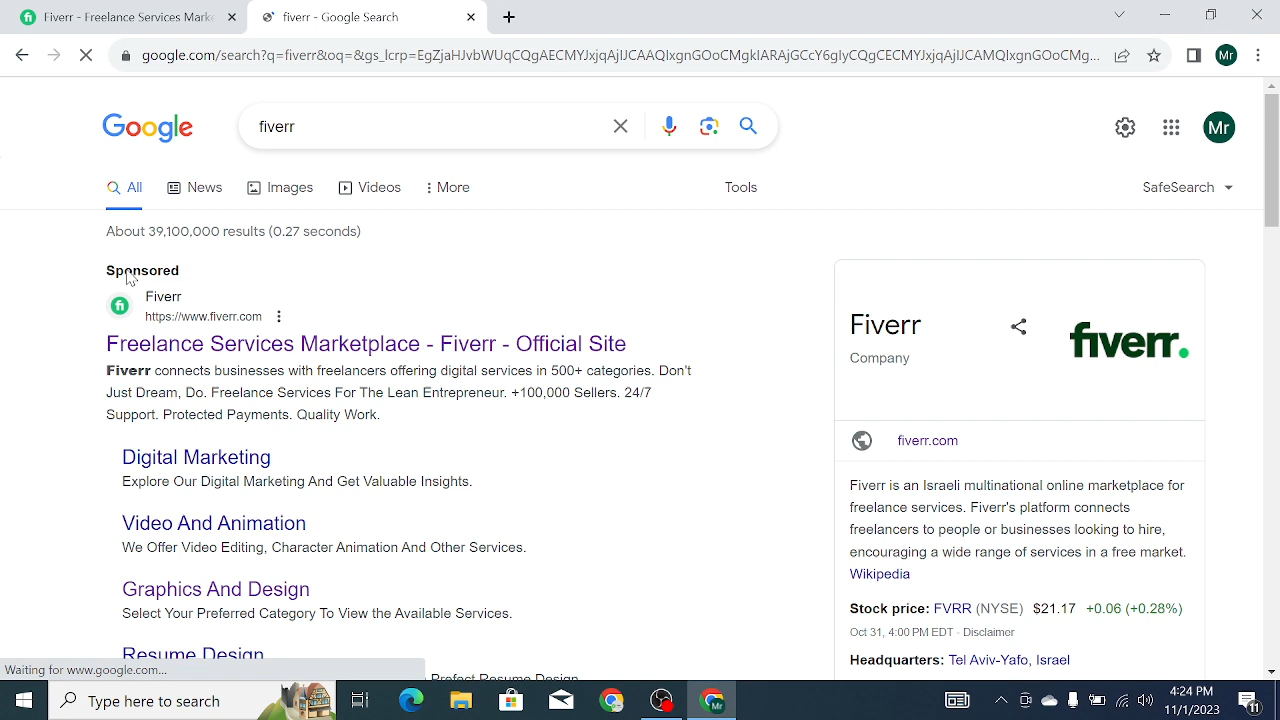 Fiverr - Freelance Services Mark
fiverr - Google Search
google.com/search?q=fiverr&oq=&gs_lcrp=
Mr
Google
fiverr
Mr
All
News
Images
Videos
More
Tools
SafeSearch
About 39,100,000 results (0.27 seconds)
Sponsored
fi
Fiverr
https://www.fiverr.com
Freelance Services Marketplace - Fiverr - Official Site
Fiverr connects businesses with freelancers offering digital services in 500+ categories. Don't
Just Dream, Do. Freelance Services For The Lean Entrepreneur. +100,000 Sellers. 24/7
Support. Protected Payments. Quality Work.
Digital Marketing
Explore Our Digital Marketing And Get Valuable Insights.
Video And Animation
We Offer Video Editing, Character Animation And Other Services.
Graphics And Design
Select Your Preferred Category To View the Available Services.
Resume Design
Fiverr
Company
fiverr.
fiverr.com
Fiverr is an Israeli multinational online marketplace for
freelance services. Fiverr's platform connects
freelancers to people or businesses looking to hire,
encouraging a wide range of services in a free market.
Wikipedia
Stock price: FVRR (NYSE) $21.17 +0.06 (+0.28%)
Oct 31, 4:00 PM EDT - Disclaimer
Headquarters: Tel Aviv-Yafo, Israel
Waiting for www.google.com...
Type here to search
4:24 PM
11/1/2023
11